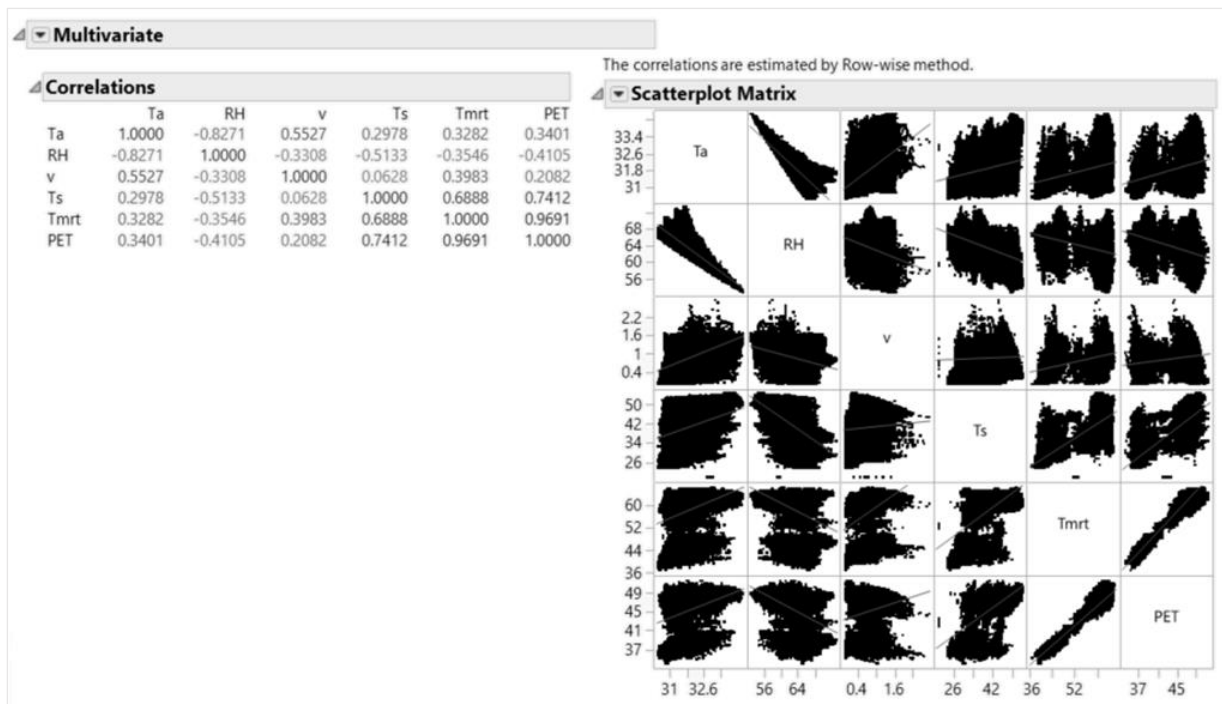 Multivariate
Correlations
Ta RH v Ts Tmrt PET
Ta 1.0000 -0.8271 0.5527 0.2978 0.3282 0.3401
RH -0.8271 1.0000 -0.3308 -0.5133 -0.3546 -0.4105
v 0.5527 -0.3308 1.0000 0.0628 0.3983 0.2082
Ts 0.2978 -0.5133 0.0628 1.0000 0.6888 0.7412
Tmrt 0.3282 -0.3546 0.3983 0.6888 1.0000 0.9691
PET 0.3401 -0.4105 0.2082 0.7412 0.9691 1.0000
The correlations are estimated by Row-wise method.
Scatterplot Matrix
33.4
32.6
31.8
31
Ta
68
64
60
56
RH
2.2
1.6
1
0.4
v
50
42
34
26
Ts
60
52
44
36
Tmrt
49
45
41
37
PET
31 32.6 56 64 0.4 1.6 26 42 36 52 37 45